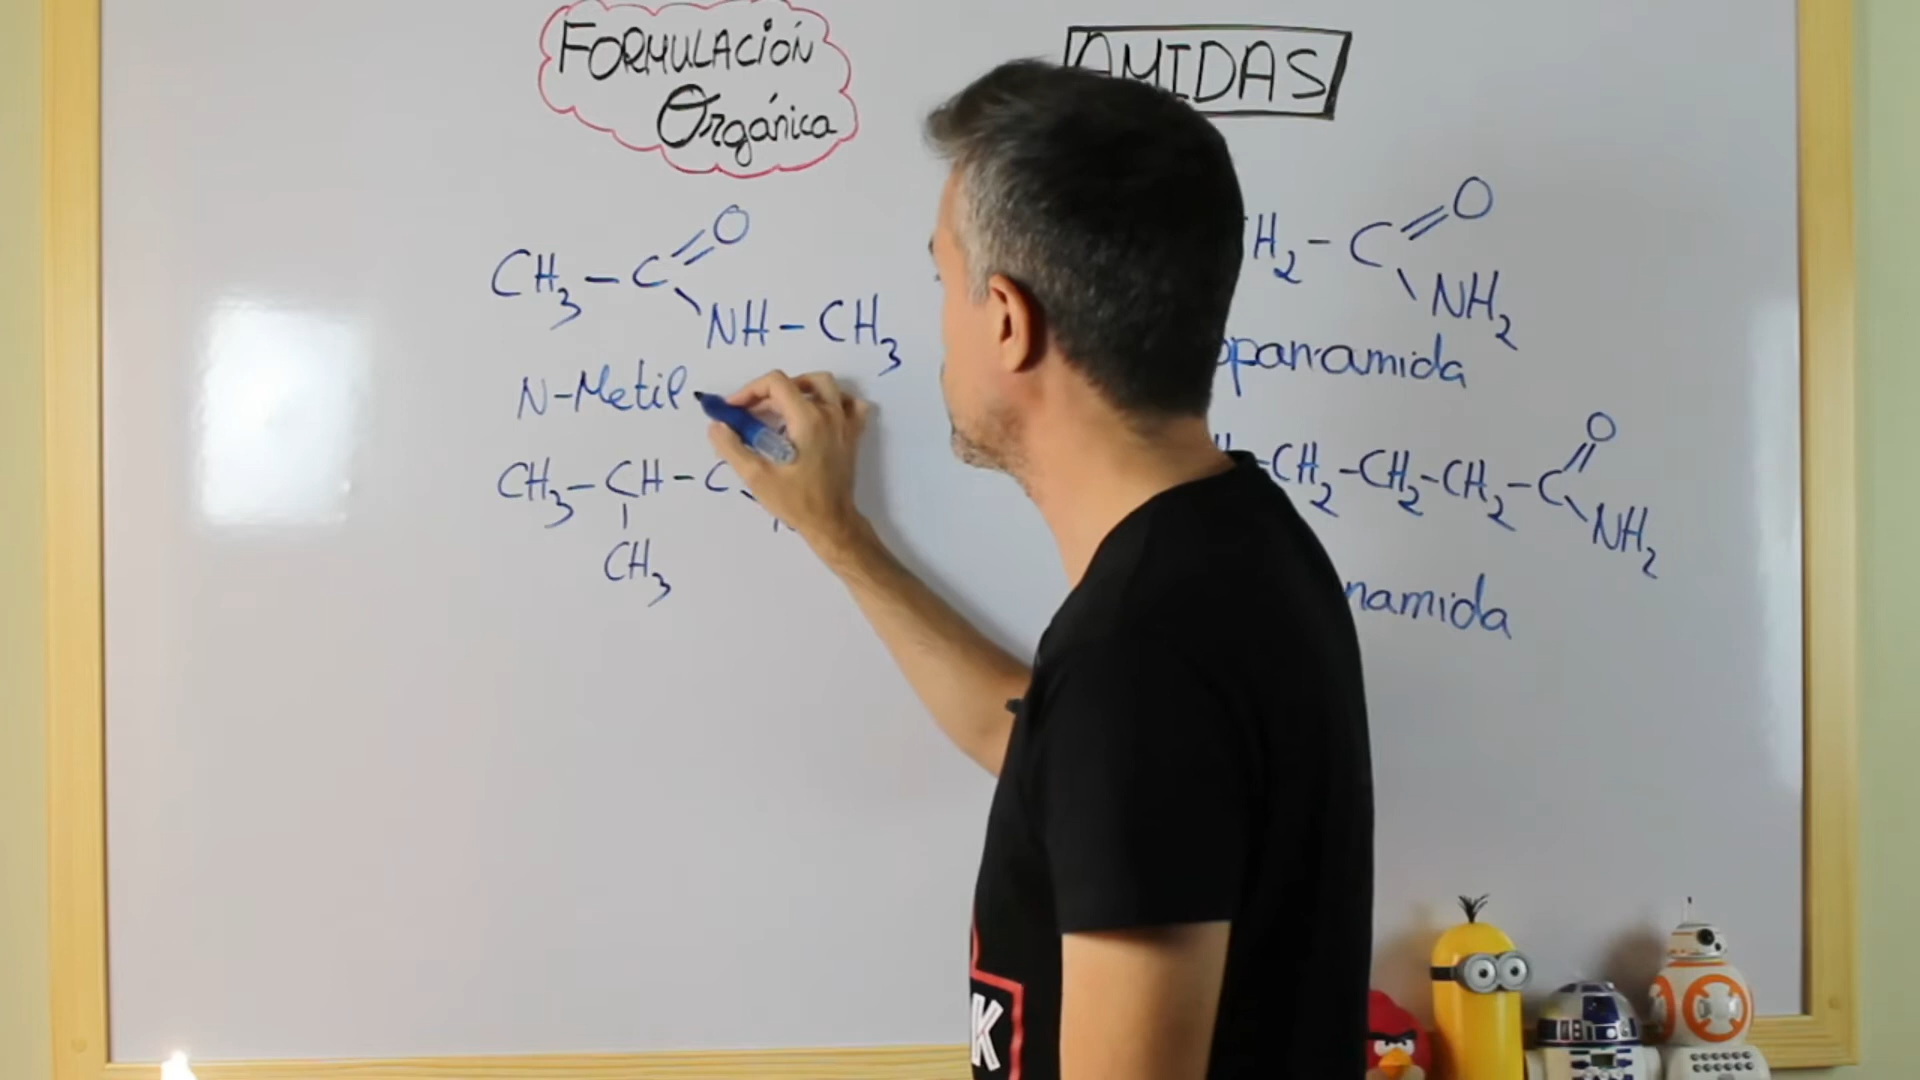 FORMULACIÓN
Orgánica
AMIDAS
O
CH3 - C
NH - CH3
N-Metil
CH3 - CH - C
CH3
O
H2 - C
NH2
opanamida
O
-CH2-CH2-CH2-C
NH2
namida
K